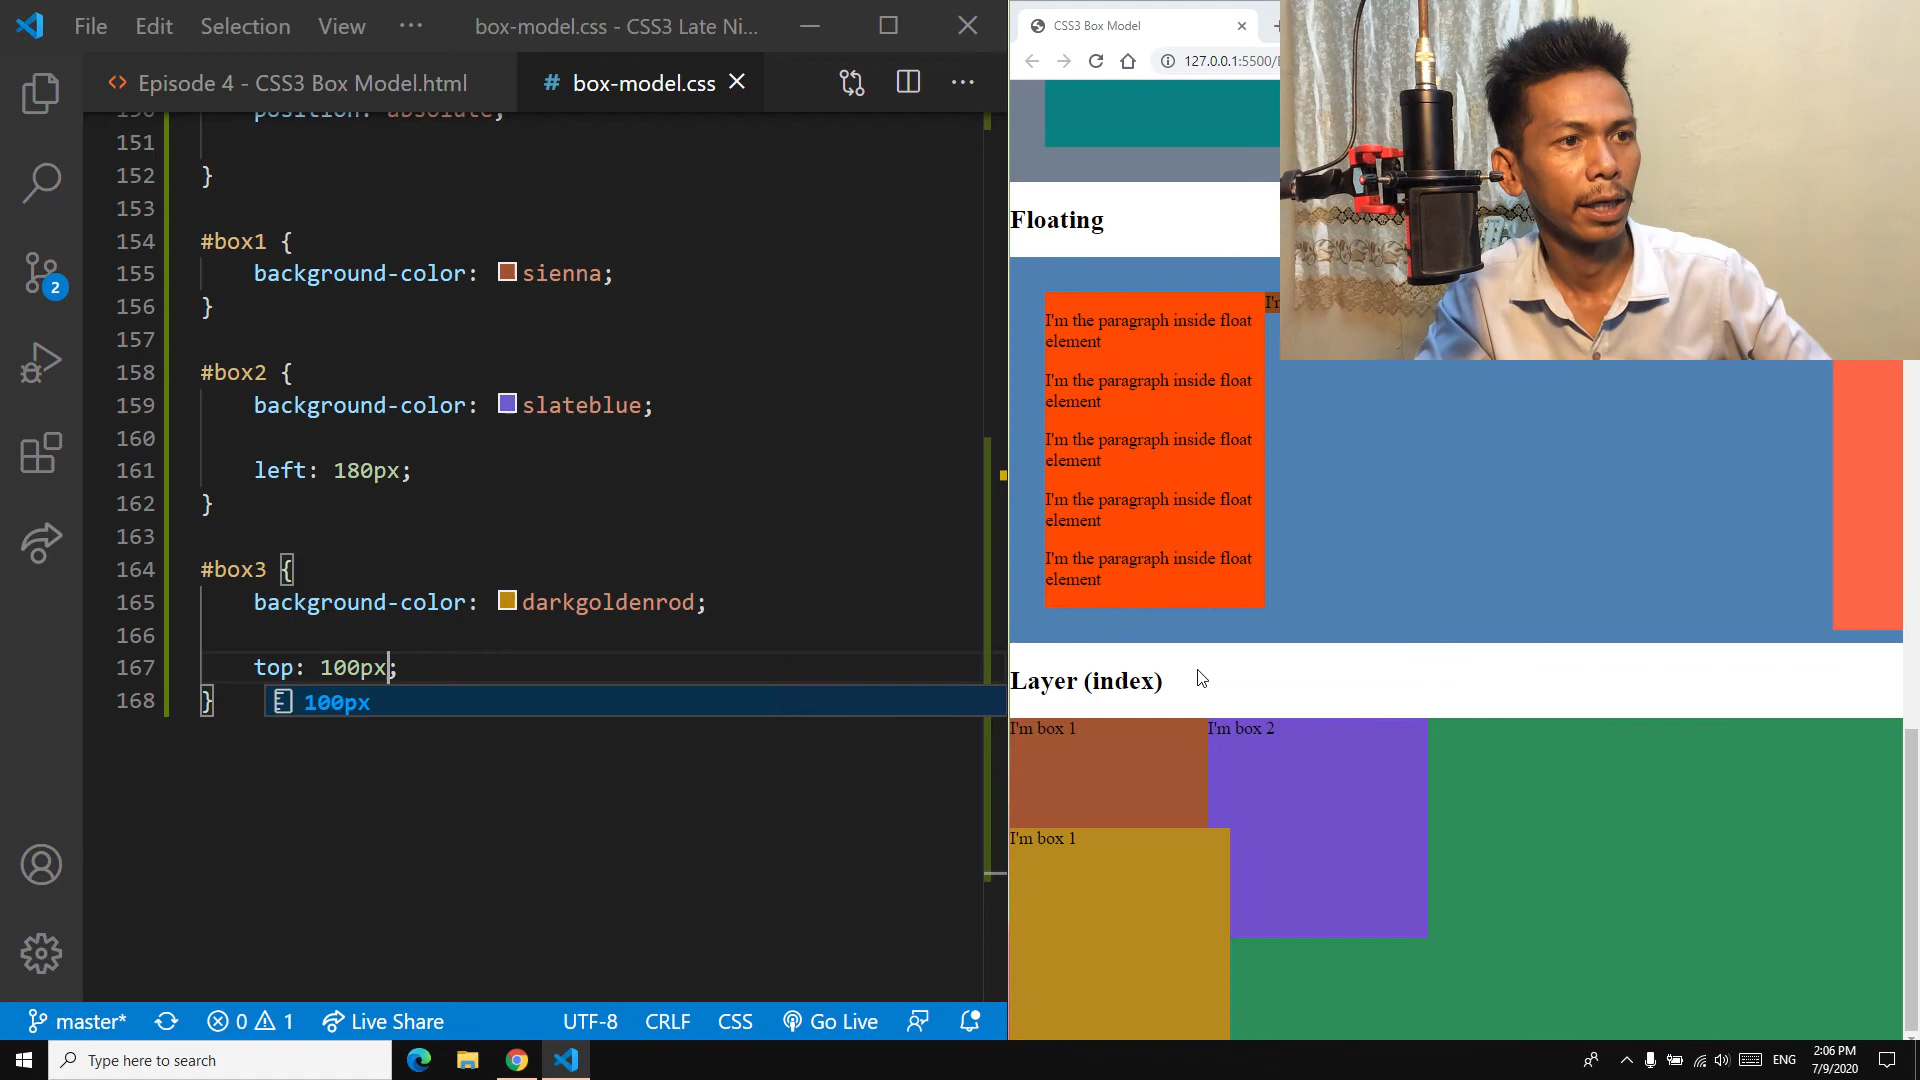 File Edit Selection View ··· box-model.css - CSS3 Late Ni...
Episode 4 - CSS3 Box Model.html
# box-model.css
position: absolute;
151
152 }
153
154 #box1 {
155 background-color: sienna;
156 }
157
158 #box2 {
159 background-color: slateblue;
160
161 left: 180px;
162 }
163
164 #box3 {
165 background-color: darkgoldenrod;
166
167 top: 100px;
168 }
100px
2
master* 0 1 Live Share UTF-8 CRLF CSS Go Live
CSS3 Box Model
127.0.0.1:5500/
Floating
I'm the paragraph inside float
element
I'm the paragraph inside float
element
I'm the paragraph inside float
element
I'm the paragraph inside float
element
I'm the paragraph inside float
element
Layer (index)
I'm box 1
I'm box 2
I'm box 1
Type here to search
ENG
2:06 PM
7/9/2020